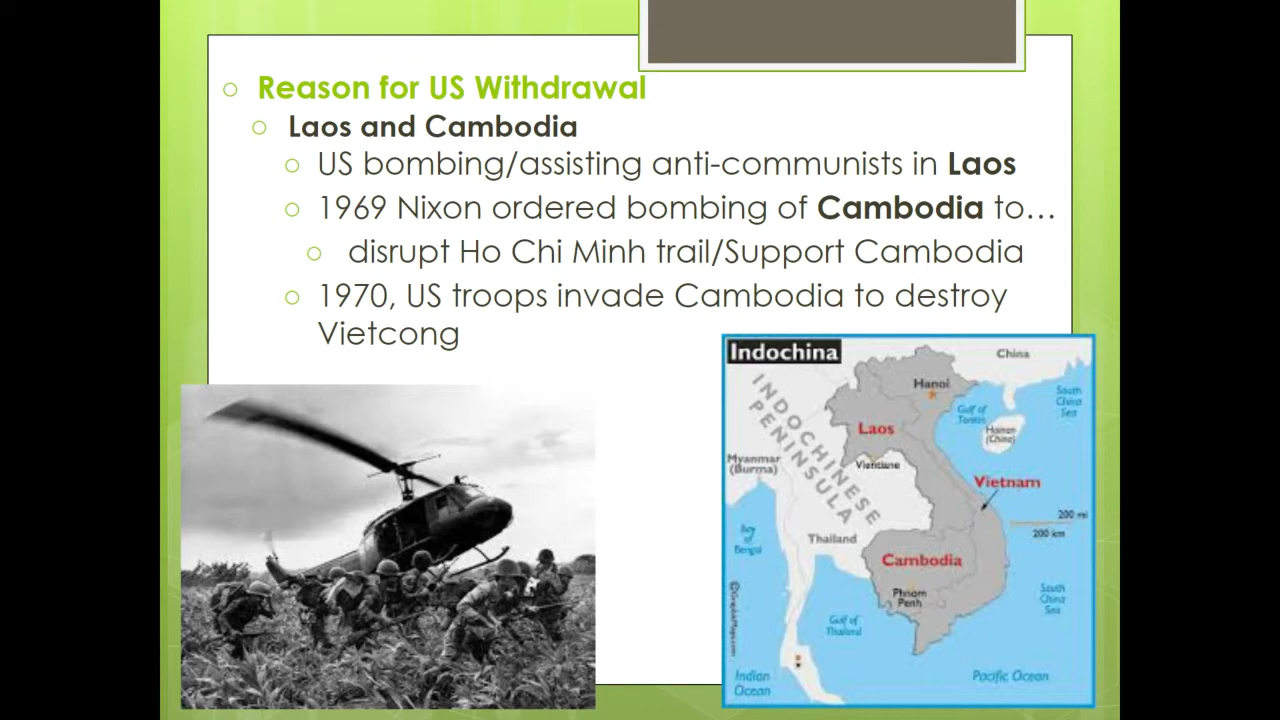 Reason for US Withdrawal
Laos and Cambodia
US bombing/assisting anti-communists in Laos
1969 Nixon ordered bombing of Cambodia to…
disrupt Ho Chi Minh trail/Support Cambodia
1970, US troops invade Cambodia to destroy
Vietcong
Indochina
China
INDOCHINESE
PENINSULA
Hanoi
South
China
Sea
Gulf of
Tonkin
Hainan
(China)
Laos
Myanmar
(Burma)
Vientiane
Vietnam
200 mi
200 km
Bay
of
Bengal
Thailand
Cambodia
Phnom
Penh
South
China
Sea
Gulf of
Thailand
©GraphicMaps.com
Indian
Ocean
Pacific Ocean